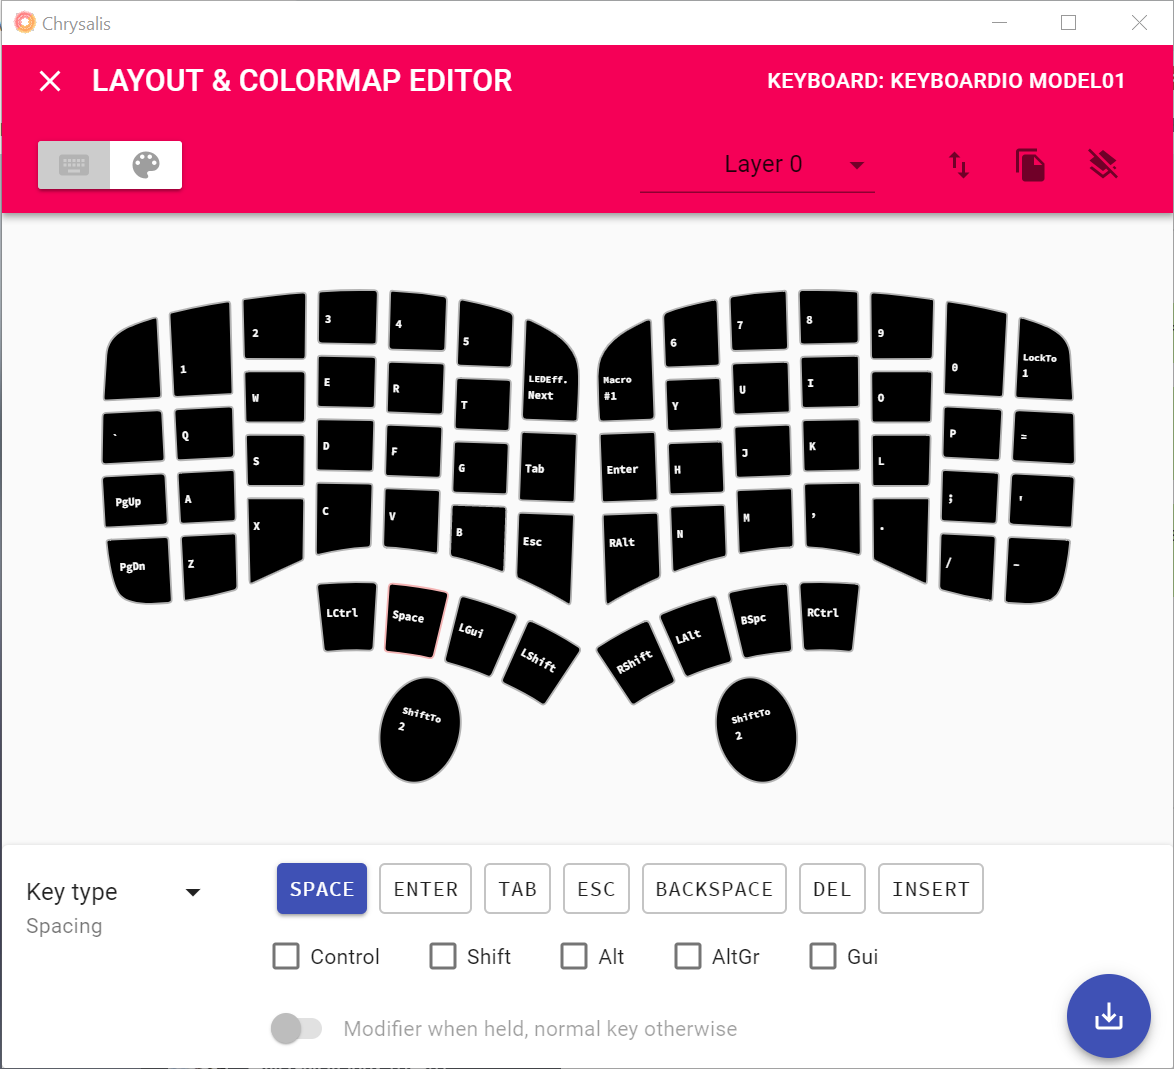 Chrysalis
LAYOUT & COLORMAP EDITOR
KEYBOARD: KEYBOARDIO MODEL01
Layer 0
1 2 3 4 5 LEDEff. Next
Macro #1 6 7 8 9 0 LockTo 1
` Q W E R T Tab
Enter Y U I O P =
PgUp A S D F G
H J K L ; '
PgDn Z X C V B Esc
RAlt N M , . / -
LCtrl Space LGui LShift
RShift LAlt BSpc RCtrl
ShiftTo 2
ShiftTo 2
Key type
Spacing
SPACE ENTER TAB ESC BACKSPACE DEL INSERT
Control Shift Alt AltGr Gui
Modifier when held, normal key otherwise